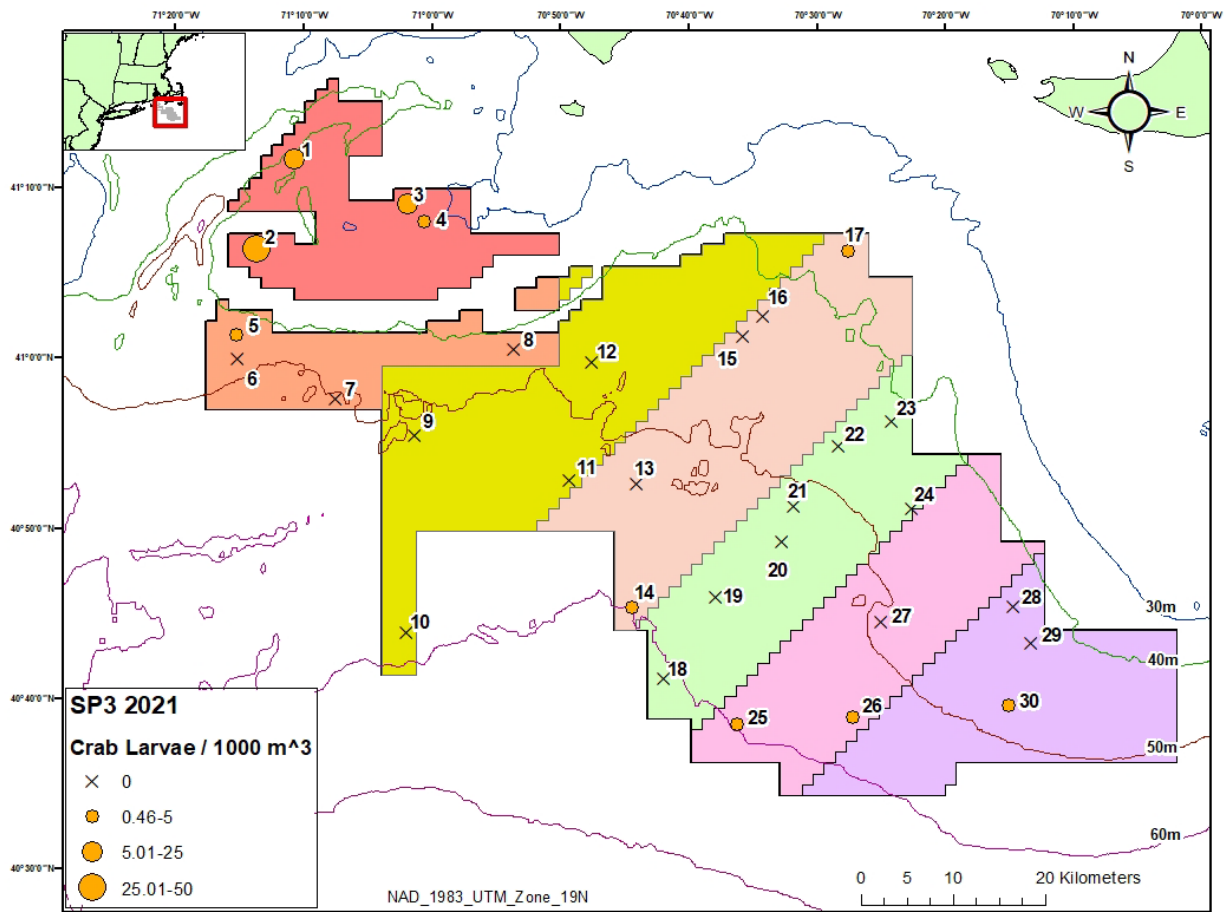 71°20'0"W 71°10'0"W 71°0'0"W 70°50'0"W 70°40'0"W 70°30'0"W 70°20'0"W 70°10'0"W 70°0'0"W
N
W E
S
1
41°10'0"N
3
4
2
17
16
5
15
41°0'0"N
8
12
6
7
23
9
22
11
13
21
24
40°50'0"N
20
14
19
28
30m
27
10
29
40m
18
40°40'0"N
SP3 2021
25
26
30
Crab Larvae / 1000 m^3
50m
0
0.46-5
60m
5.01-25
40°30'0"N
25.01-50
NAD_1983_UTM_Zone_19N
0 5 10 20 Kilometers